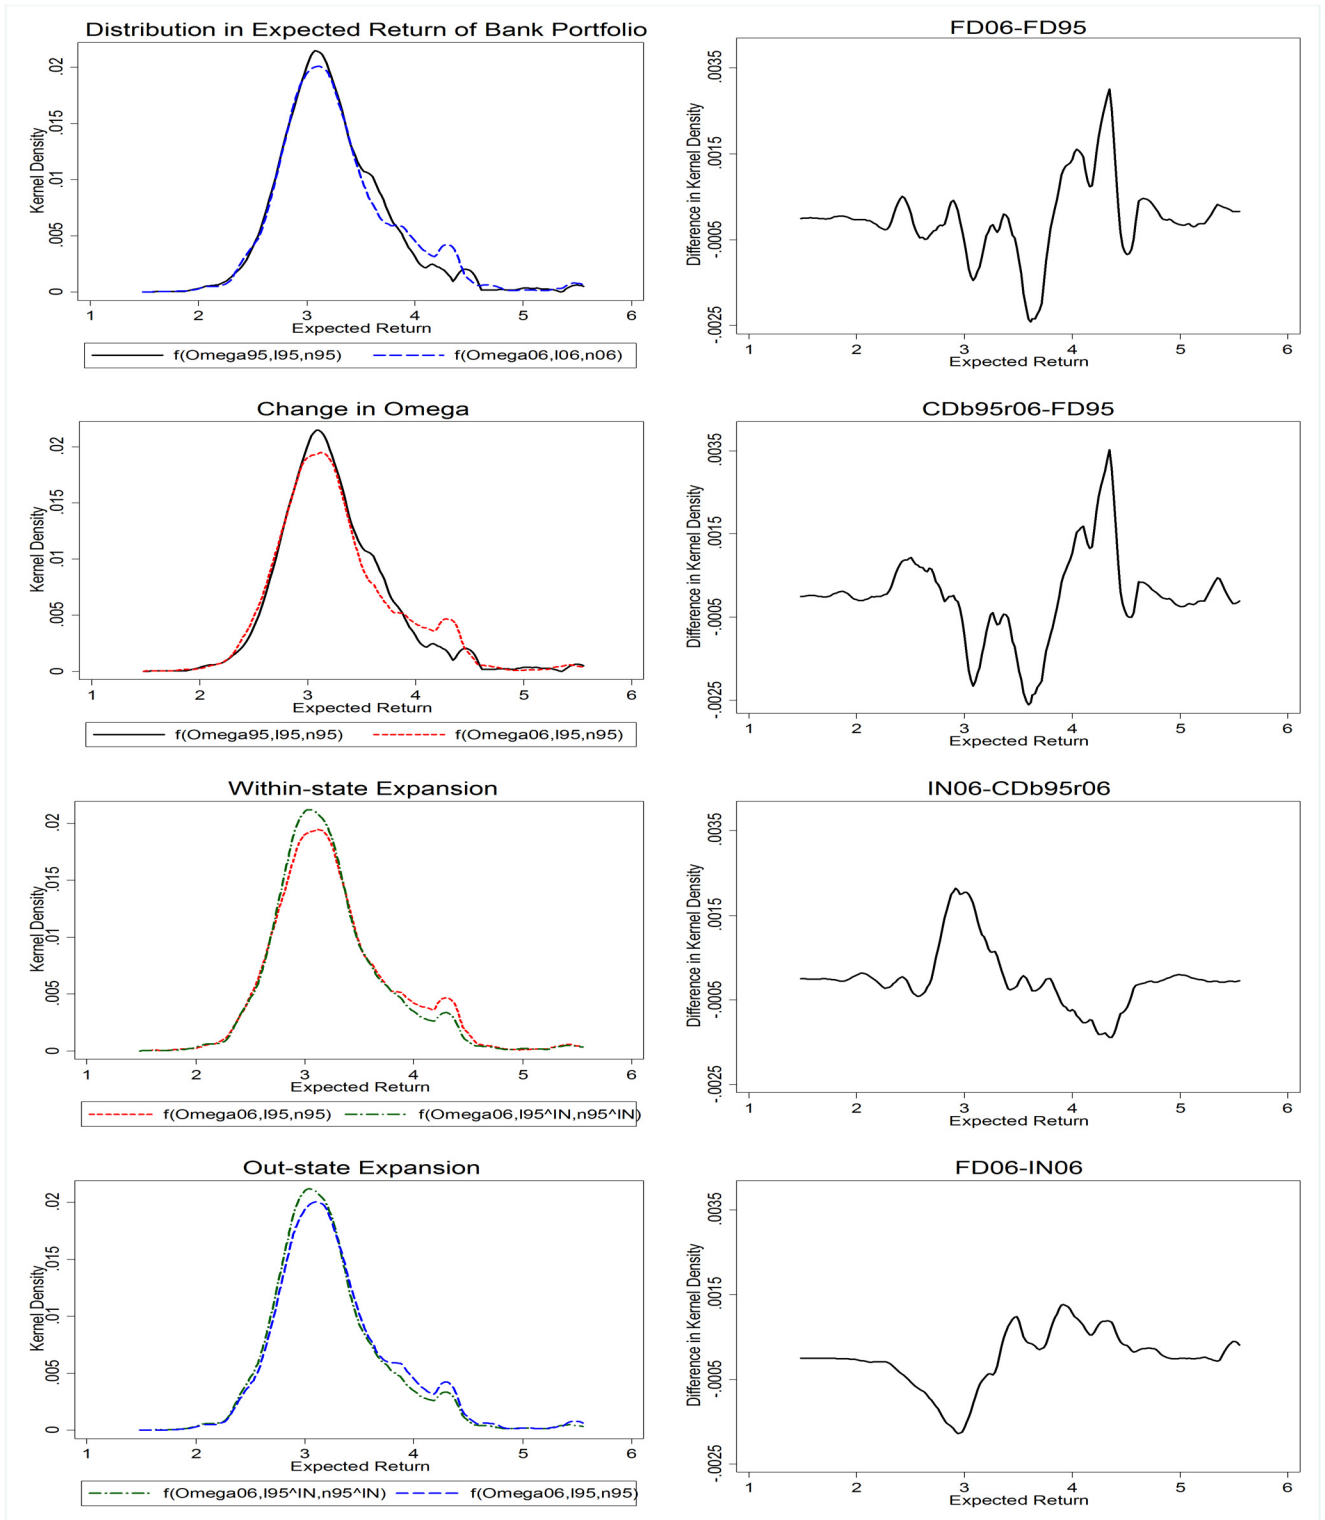 Distribution in Expected Return of Bank Portfolio
Kernel Density
0 .005 .01 .015 .02
1 2 3 4 5 6
Expected Return
f(Omega95,I95,n95) f(Omega06,I06,n06)
FD06-FD95
Difference in Kernel Density
-.0025 -.0005 .0015 .0035
1 2 3 4 5 6
Expected Return
Change in Omega
Kernel Density
0 .005 .01 .015 .02
1 2 3 4 5 6
Expected Return
f(Omega95,I95,n95) f(Omega06,I95,n95)
CDb95r06-FD95
Difference in Kernel Density
-.0025 -.0005 .0015 .0035
1 2 3 4 5 6
Expected Return
Within-state Expansion
Kernel Density
0 .005 .01 .015 .02
1 2 3 4 5 6
Expected Return
f(Omega06,I95,n95) f(Omega06,I95^IN,n95^IN)
IN06-CDb95r06
Difference in Kernel Density
-.0025 -.0005 .0015 .0035
1 2 3 4 5 6
Expected Return
Out-state Expansion
Kernel Density
0 .005 .01 .015 .02
1 2 3 4 5 6
Expected Return
f(Omega06,I95^IN,n95^IN) f(Omega06,I95,n95)
FD06-IN06
Difference in Kernel Density
-.0025 -.0005 .0015 .0035
1 2 3 4 5 6
Expected Return